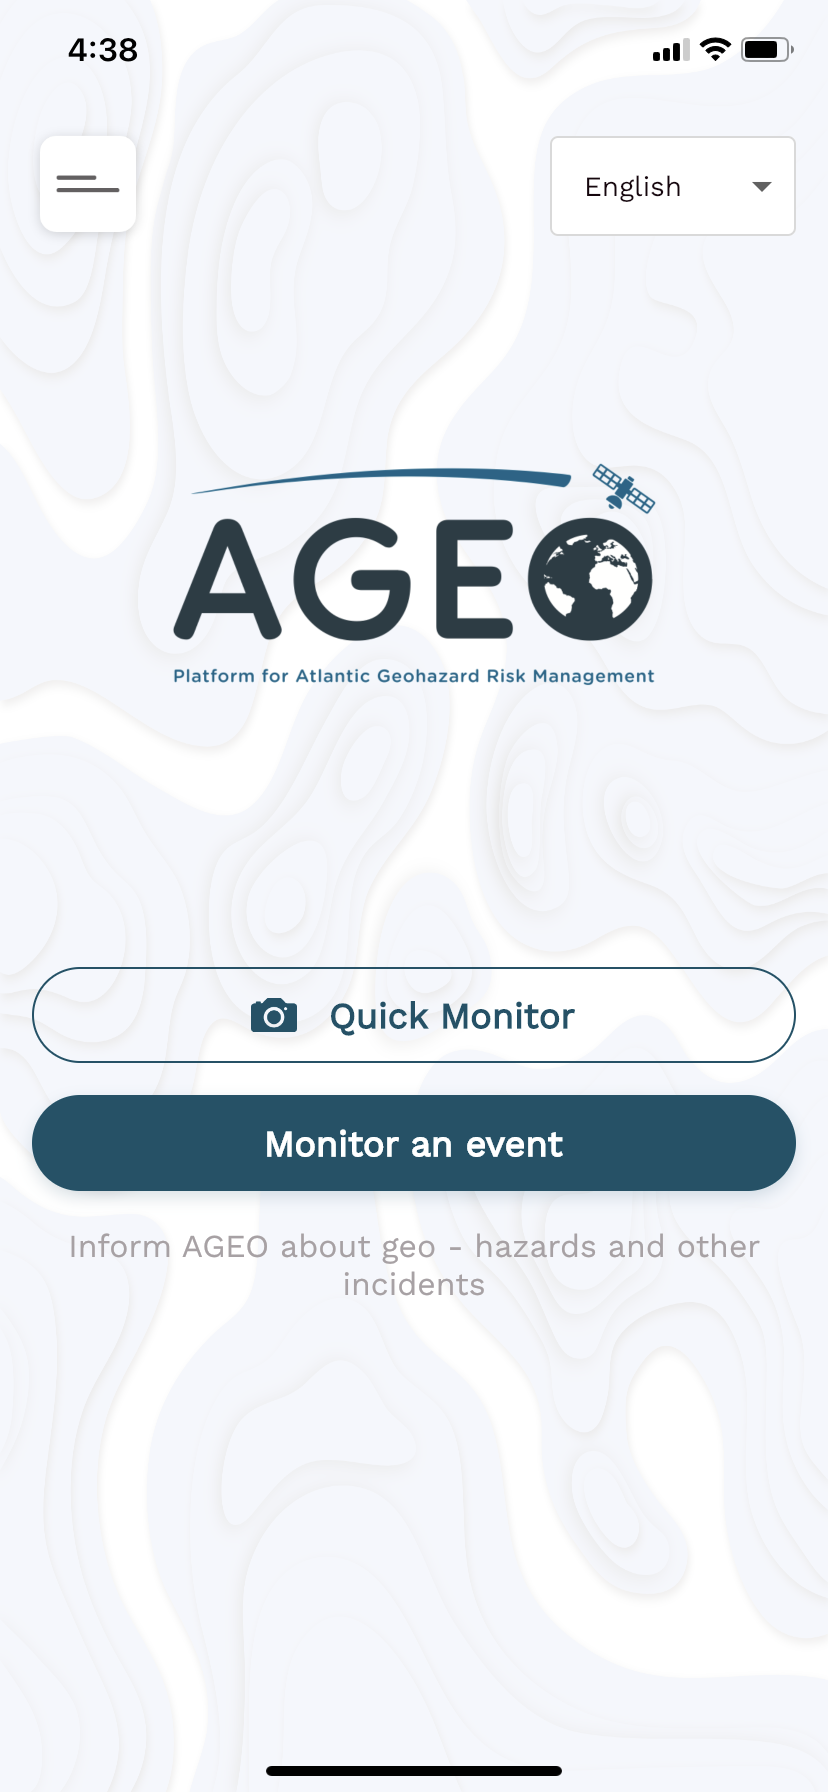 4:38
English
AGEO
Platform for Atlantic Geohazard Risk Management
Quick Monitor
Monitor an event
Inform AGEO about geo - hazards and other
incidents